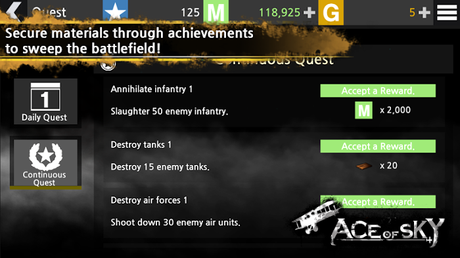 Quest 125 M 118,925 + G 5 +
Secure materials through achievements
to sweep the battlefield!
Continuous Quest
1
Daily Quest
Continuous
Quest
Annihilate infantry 1 Accept a Reward.
Slaughter 50 enemy infantry. M x 2,000
Destroy tanks 1 Accept a Reward.
Destroy 15 enemy tanks. x 20
Destroy air forces 1 Accept a Reward.
Shoot down 30 enemy air units.
ACE OF SKY